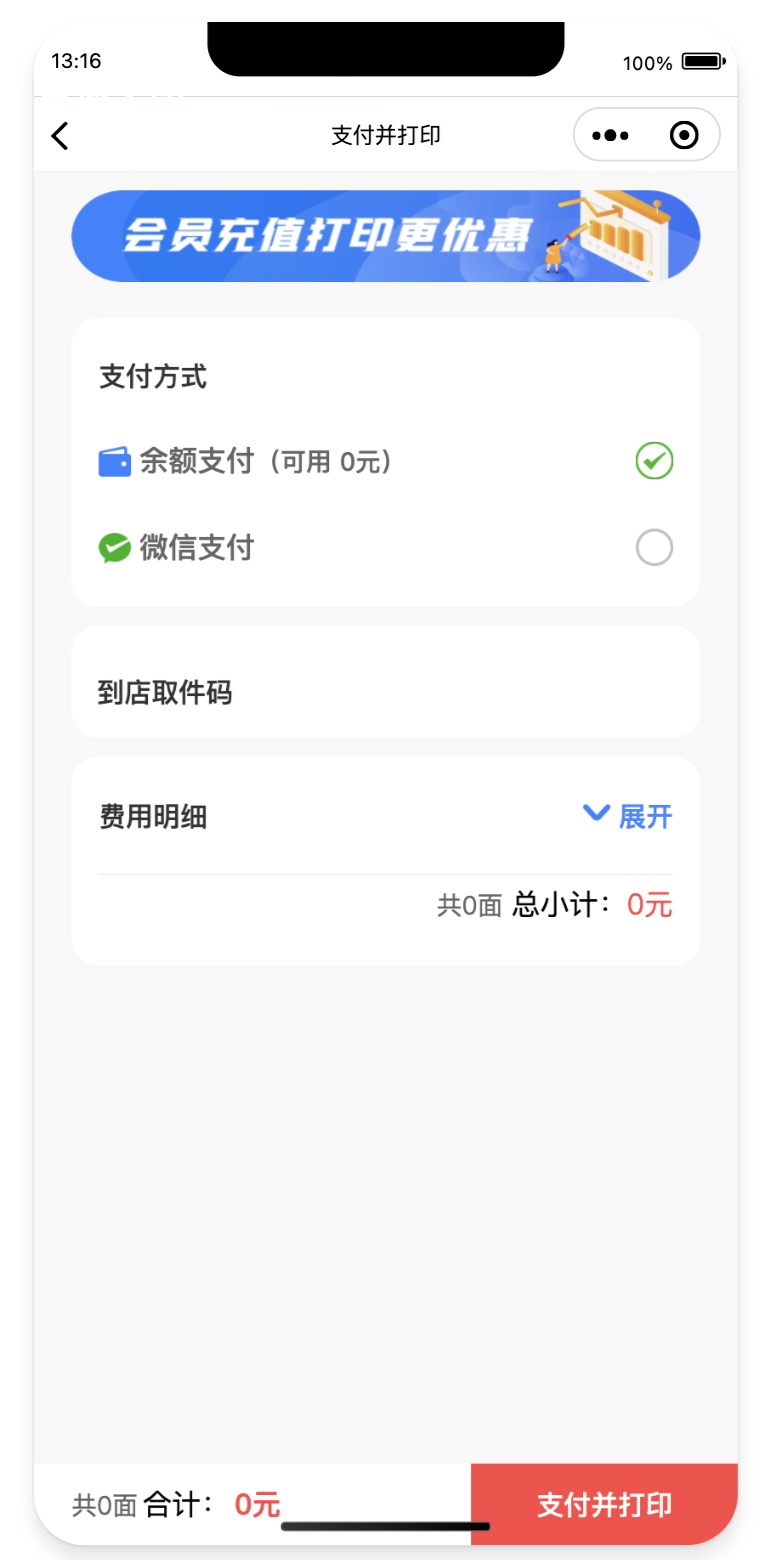 13:16
100%
支付并打印
会员充值打印更优惠
支付方式
余额支付（可用 0元）
微信支付
到店取件码
费用明细
展开
共0面 总小计：0元
共0面 合计：0元
支付并打印